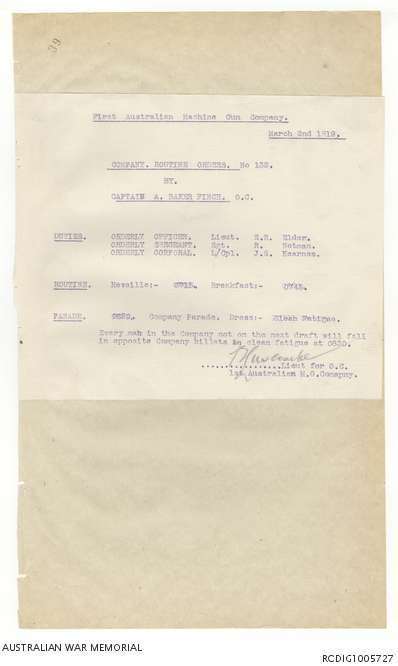 39
First Australian Machine Gun Company.
March 2nd 1919.
COMPANY. ROUTINE ORDERS. No 132.
BY.
CAPTAIN A. BAKER FINCH. O.C.
DUTIES. ORDERLY OFFICER. Lieut. E.R. Elder.
ORDERLY SERGEANT. Sgt. R. Notman.
ORDERLY CORPORAL. L/Cpl. J.G. Kearnes.
ROUTINE. Reveille:- 0715. Breakfast:- 0745.
PARADE. Company Parade. Dress:- Clean Fatigue.
Every man in the Company not on the next draft will fall
in opposite Company billets in clean fatigue at 0830.
..................Lieut for O.C.
1st Australian M.G. Company.
AUSTRALIAN WAR MEMORIAL
RCDIG1005727